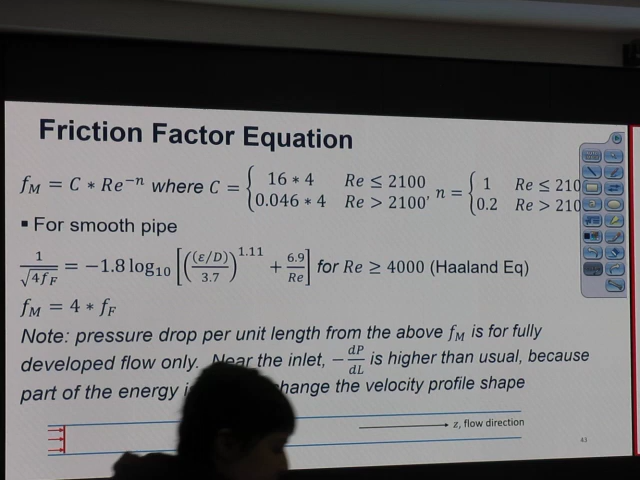 Friction Factor Equation
f_M = C * Re^{-n} where C = { 16 * 4 Re ≤ 2100, 0.046 * 4 Re > 2100 , n = { 1 Re ≤ 210, 0.2 Re > 210
▪ For smooth pipe
1/√(4f_F) = −1.8 log₁₀ [ ((ε/D)/3.7)^{1.11} + 6.9/Re ] for Re ≥ 4000 (Haaland Eq)
f_M = 4 * f_F
Note: pressure drop per unit length from the above f_M is for fully
developed flow only. Near the inlet, − dP/dL is higher than usual, because
part of the energy change the velocity profile shape
z, flow direction
43